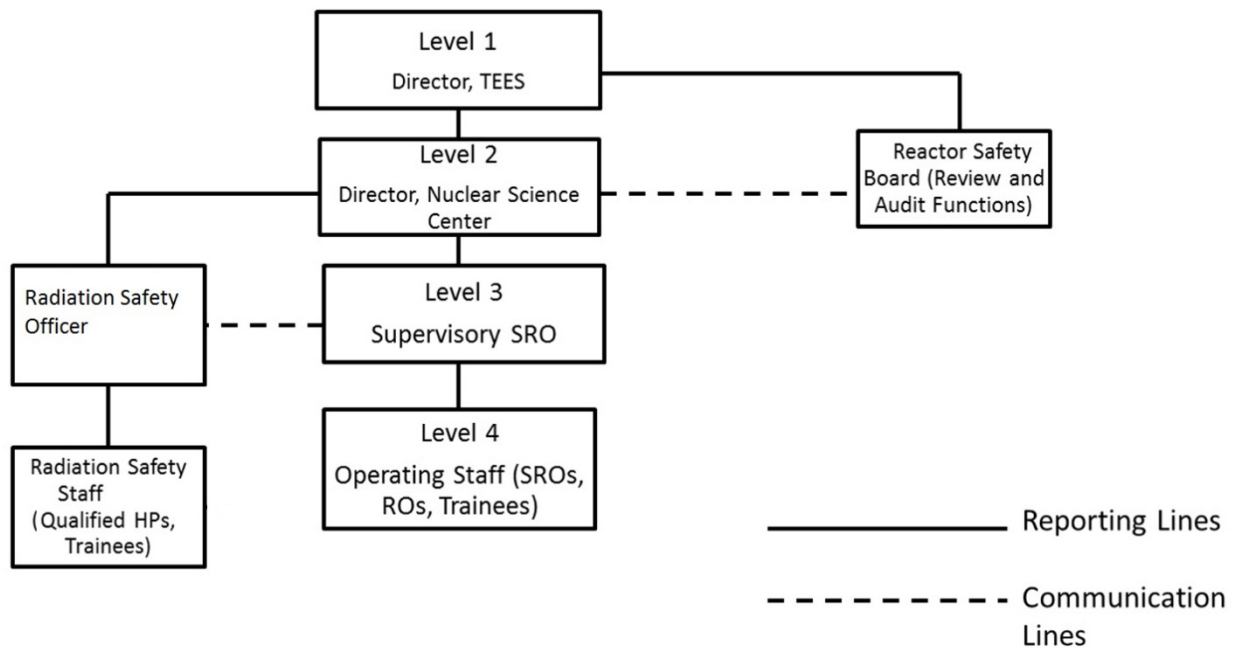 Level 1
Director, TEES
Level 2
Director, Nuclear Science
Center
Reactor Safety
Board (Review and
Audit Functions)
Radiation Safety
Officer
Level 3
Supervisory SRO
Level 4
Operating Staff (SROs,
ROs, Trainees)
Radiation Safety
Staff
(Qualified HPs,
Trainees)
Reporting Lines
Communication
Lines